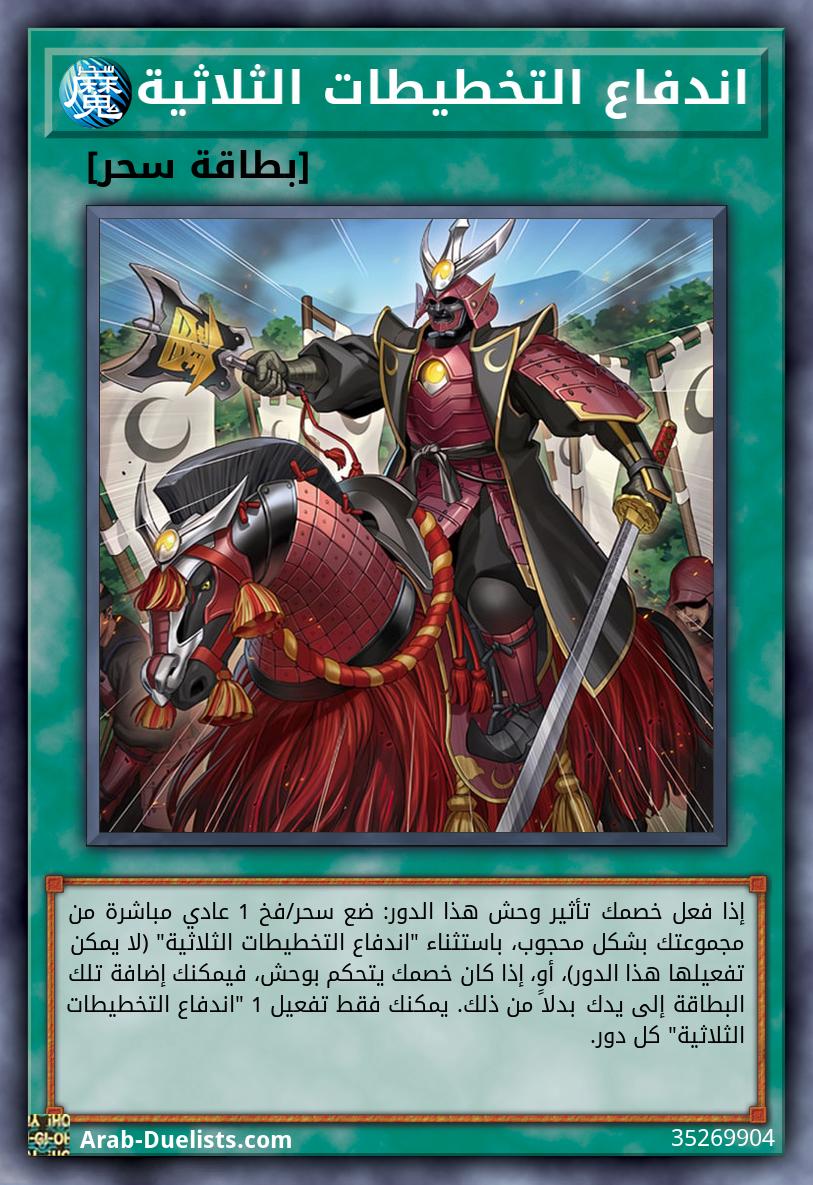 اندفاع التخطيطات الثلاثية
魔
[بطاقة سحر]
إذا فعل خصمك تأثير وحش هذا الدور: ضع سحر/فخ 1 عادي مباشرة من
مجموعتك بشكل محجوب، باستثناء "اندفاع التخطيطات الثلاثية" (لا يمكن
تفعيلها هذا الدور)، أو، إذا كان خصمك يتحكم بوحش، فيمكنك إضافة تلك
البطاقة إلى يدك بدلاً من ذلك. يمكنك فقط تفعيل 1 "اندفاع التخطيطات
الثلاثية" كل دور.
Arab-Duelists.com
35269904